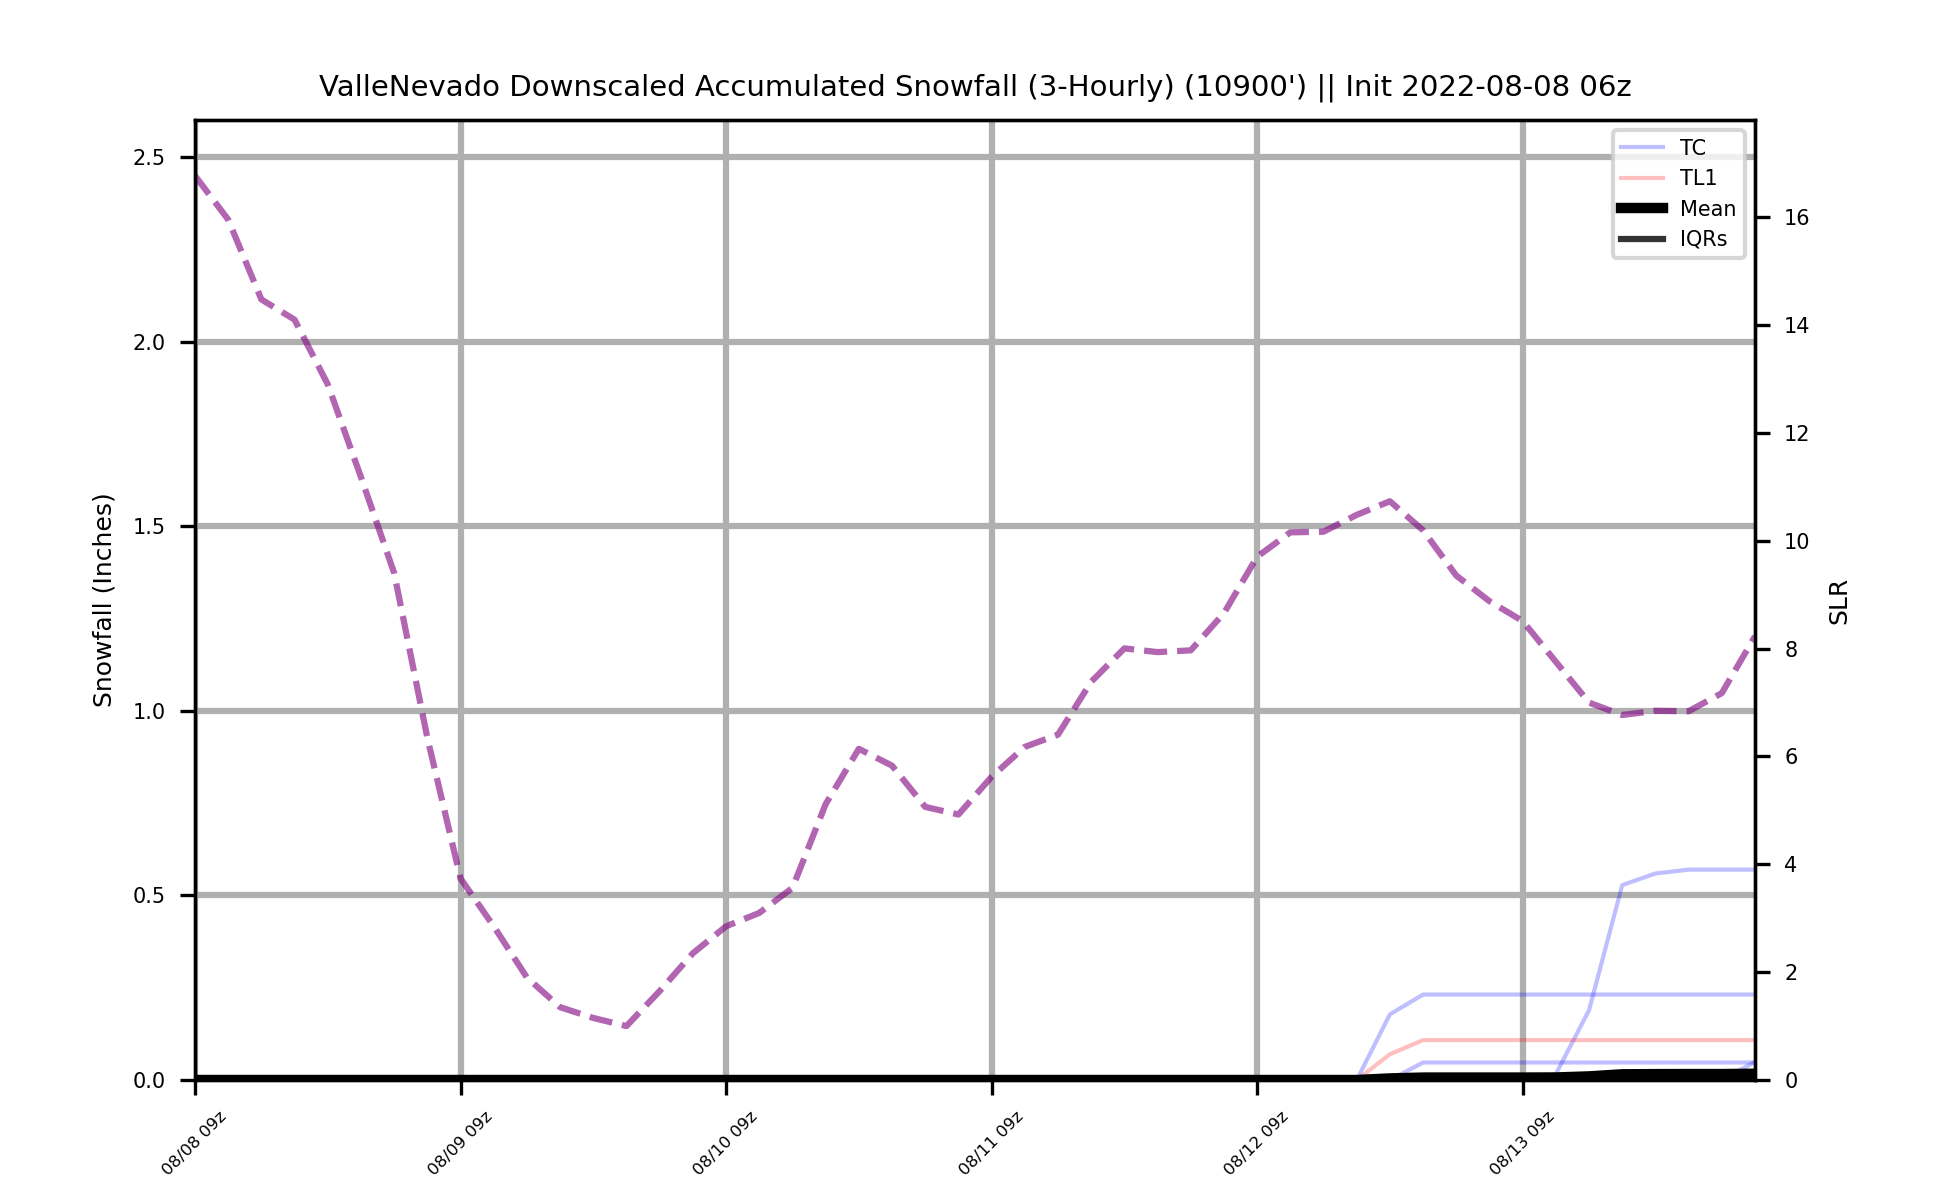 ValleNevado Downscaled Accumulated Snowfall (3-Hourly) (10900') || Init 2022-08-08 06z
TC
TL1
Mean
IQRs
Snowfall (Inches)
2.5
2.0
1.5
1.0
0.5
0.0
16
14
12
10
8
6
4
2
0
SLR
08/08 09z
08/09 09z
08/10 09z
08/11 09z
08/12 09z
08/13 09z